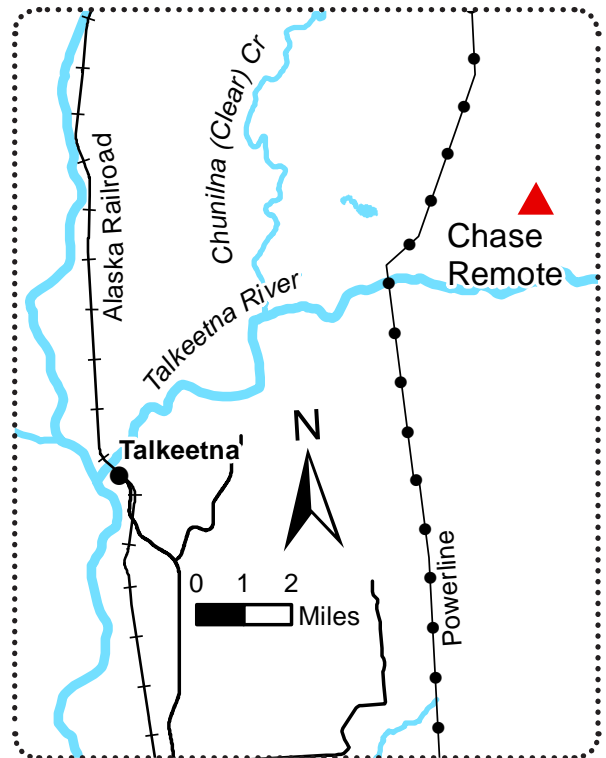 Chunilna (Clear) Cr
Alaska Railroad
Chase
Remote
Talkeetna River
N
Talkeetna
0 1 2
Miles
Powerline